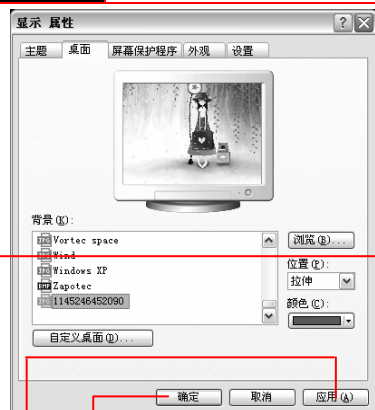 显示 属性
主题 桌面 屏幕保护程序 外观 设置
背景(K):
Vortec space
Wind
Windows XP
Zapotec
1145246452090
浏览(B)...
位置(P):
拉伸
颜色(C):
自定义桌面(D)...
确定 取消 应用(A)